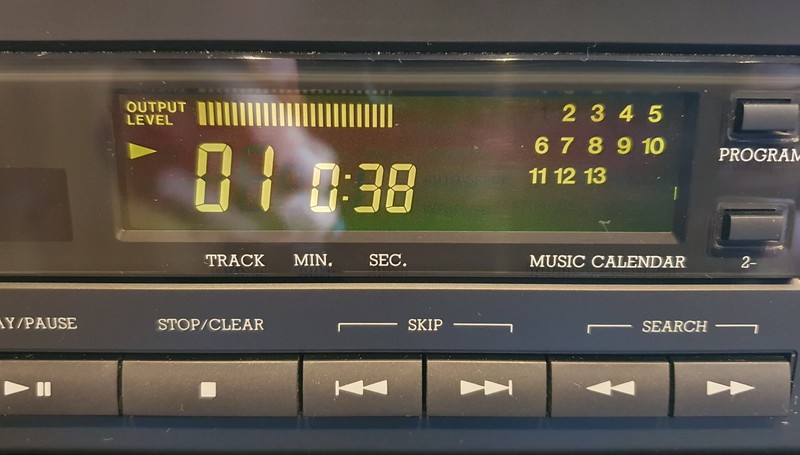 OUTPUT
LEVEL
2 3 4 5
01 0:38
6 7 8 9 10
11 12 13
PROGRAM
TRACK MIN. SEC. MUSIC CALENDAR
2-
AY/PAUSE STOP/CLEAR SKIP SEARCH